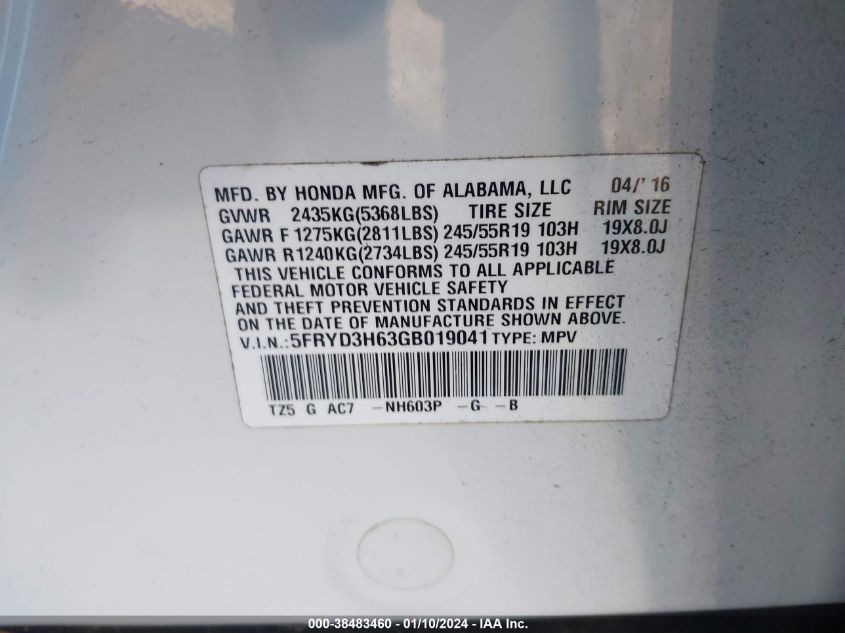 MFD. BY HONDA MFG. OF ALABAMA, LLC 04/' 16
GVWR 2435KG(5368LBS) TIRE SIZE RIM SIZE
GAWR F 1275KG(2811LBS) 245/55R19 103H 19X8.0J
GAWR R1240KG(2734LBS) 245/55R19 103H 19X8.0J
THIS VEHICLE CONFORMS TO ALL APPLICABLE
FEDERAL MOTOR VEHICLE SAFETY
AND THEFT PREVENTION STANDARDS IN EFFECT
ON THE DATE OF MANUFACTURE SHOWN ABOVE.
V.I.N.:5FRYD3H63GB019041 TYPE: MPV
TZ5 G AC7 -NH603P -G -B
000-38483460 - 01/10/2024 - IAA Inc.